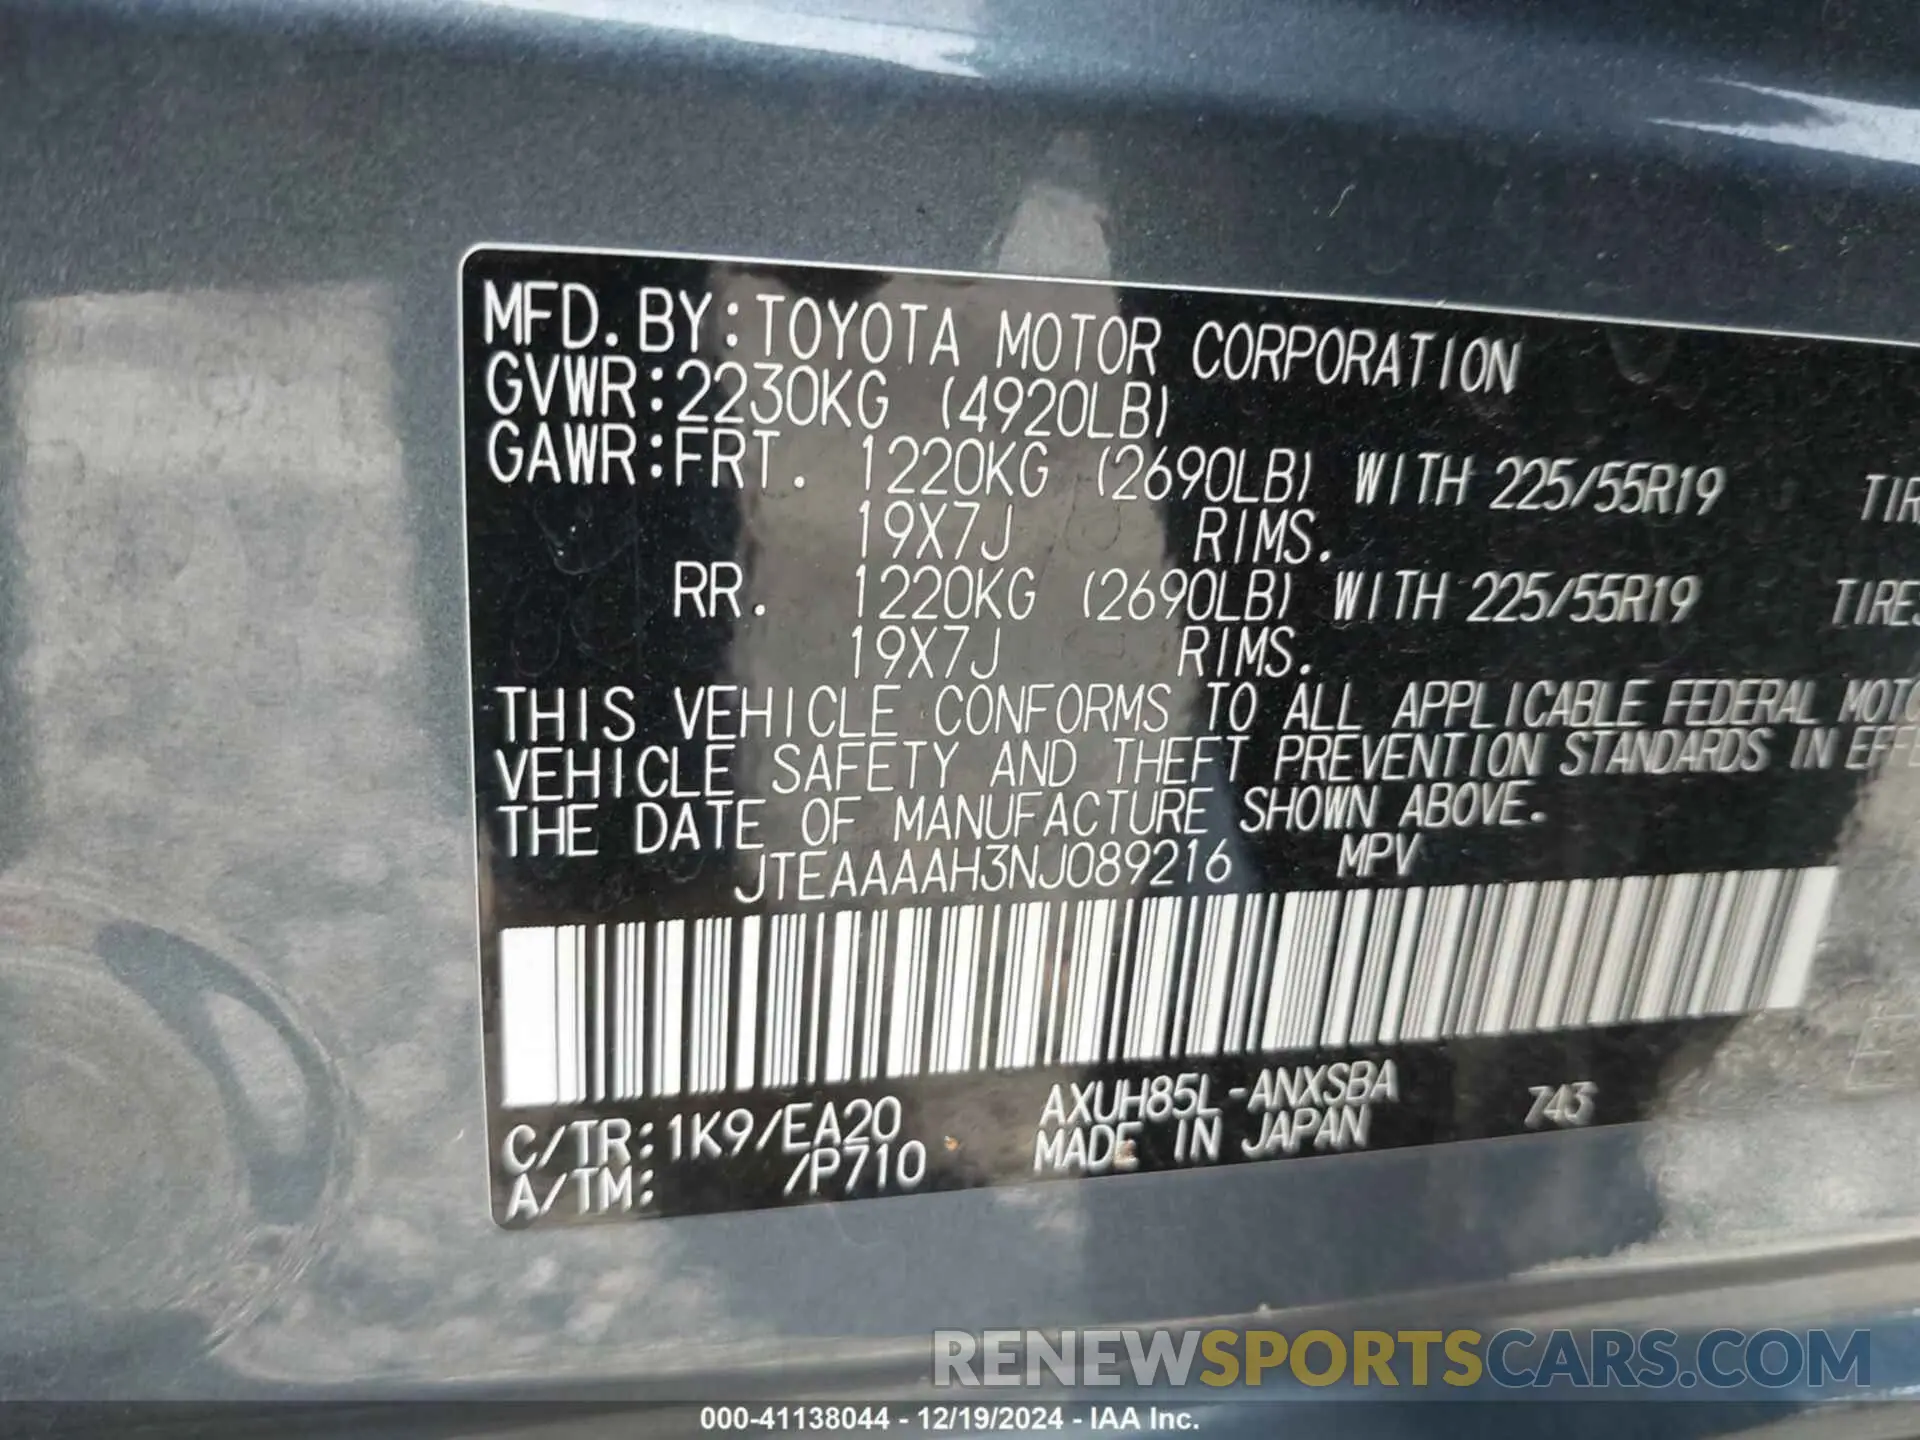 MFD. BY: TOYOTA MOTOR CORPORATION
GVWR: 2230KG (4920LB)
GAWR: FRT. 1220KG (2690LB) WITH 225/55R19
19X7J RIMS.
RR. 1220KG (2690LB) WITH 225/55R19 TIRES
19X7J RIMS.
THIS VEHICLE CONFORMS TO ALL APPLICABLE FEDERAL MOTO
VEHICLE SAFETY AND THEFT PREVENTION STANDARDS IN EFFE
THE DATE OF MANUFACTURE SHOWN ABOVE.
JTEAAAAH3NJ089216 MPV
C/TR: 1K9/EA20 AXUH85L-ANXSBA 743
A/TM: /P710 MADE IN JAPAN
RENEWSPORTSCARS.COM
000-41138044 - 12/19/2024 - IAA Inc.